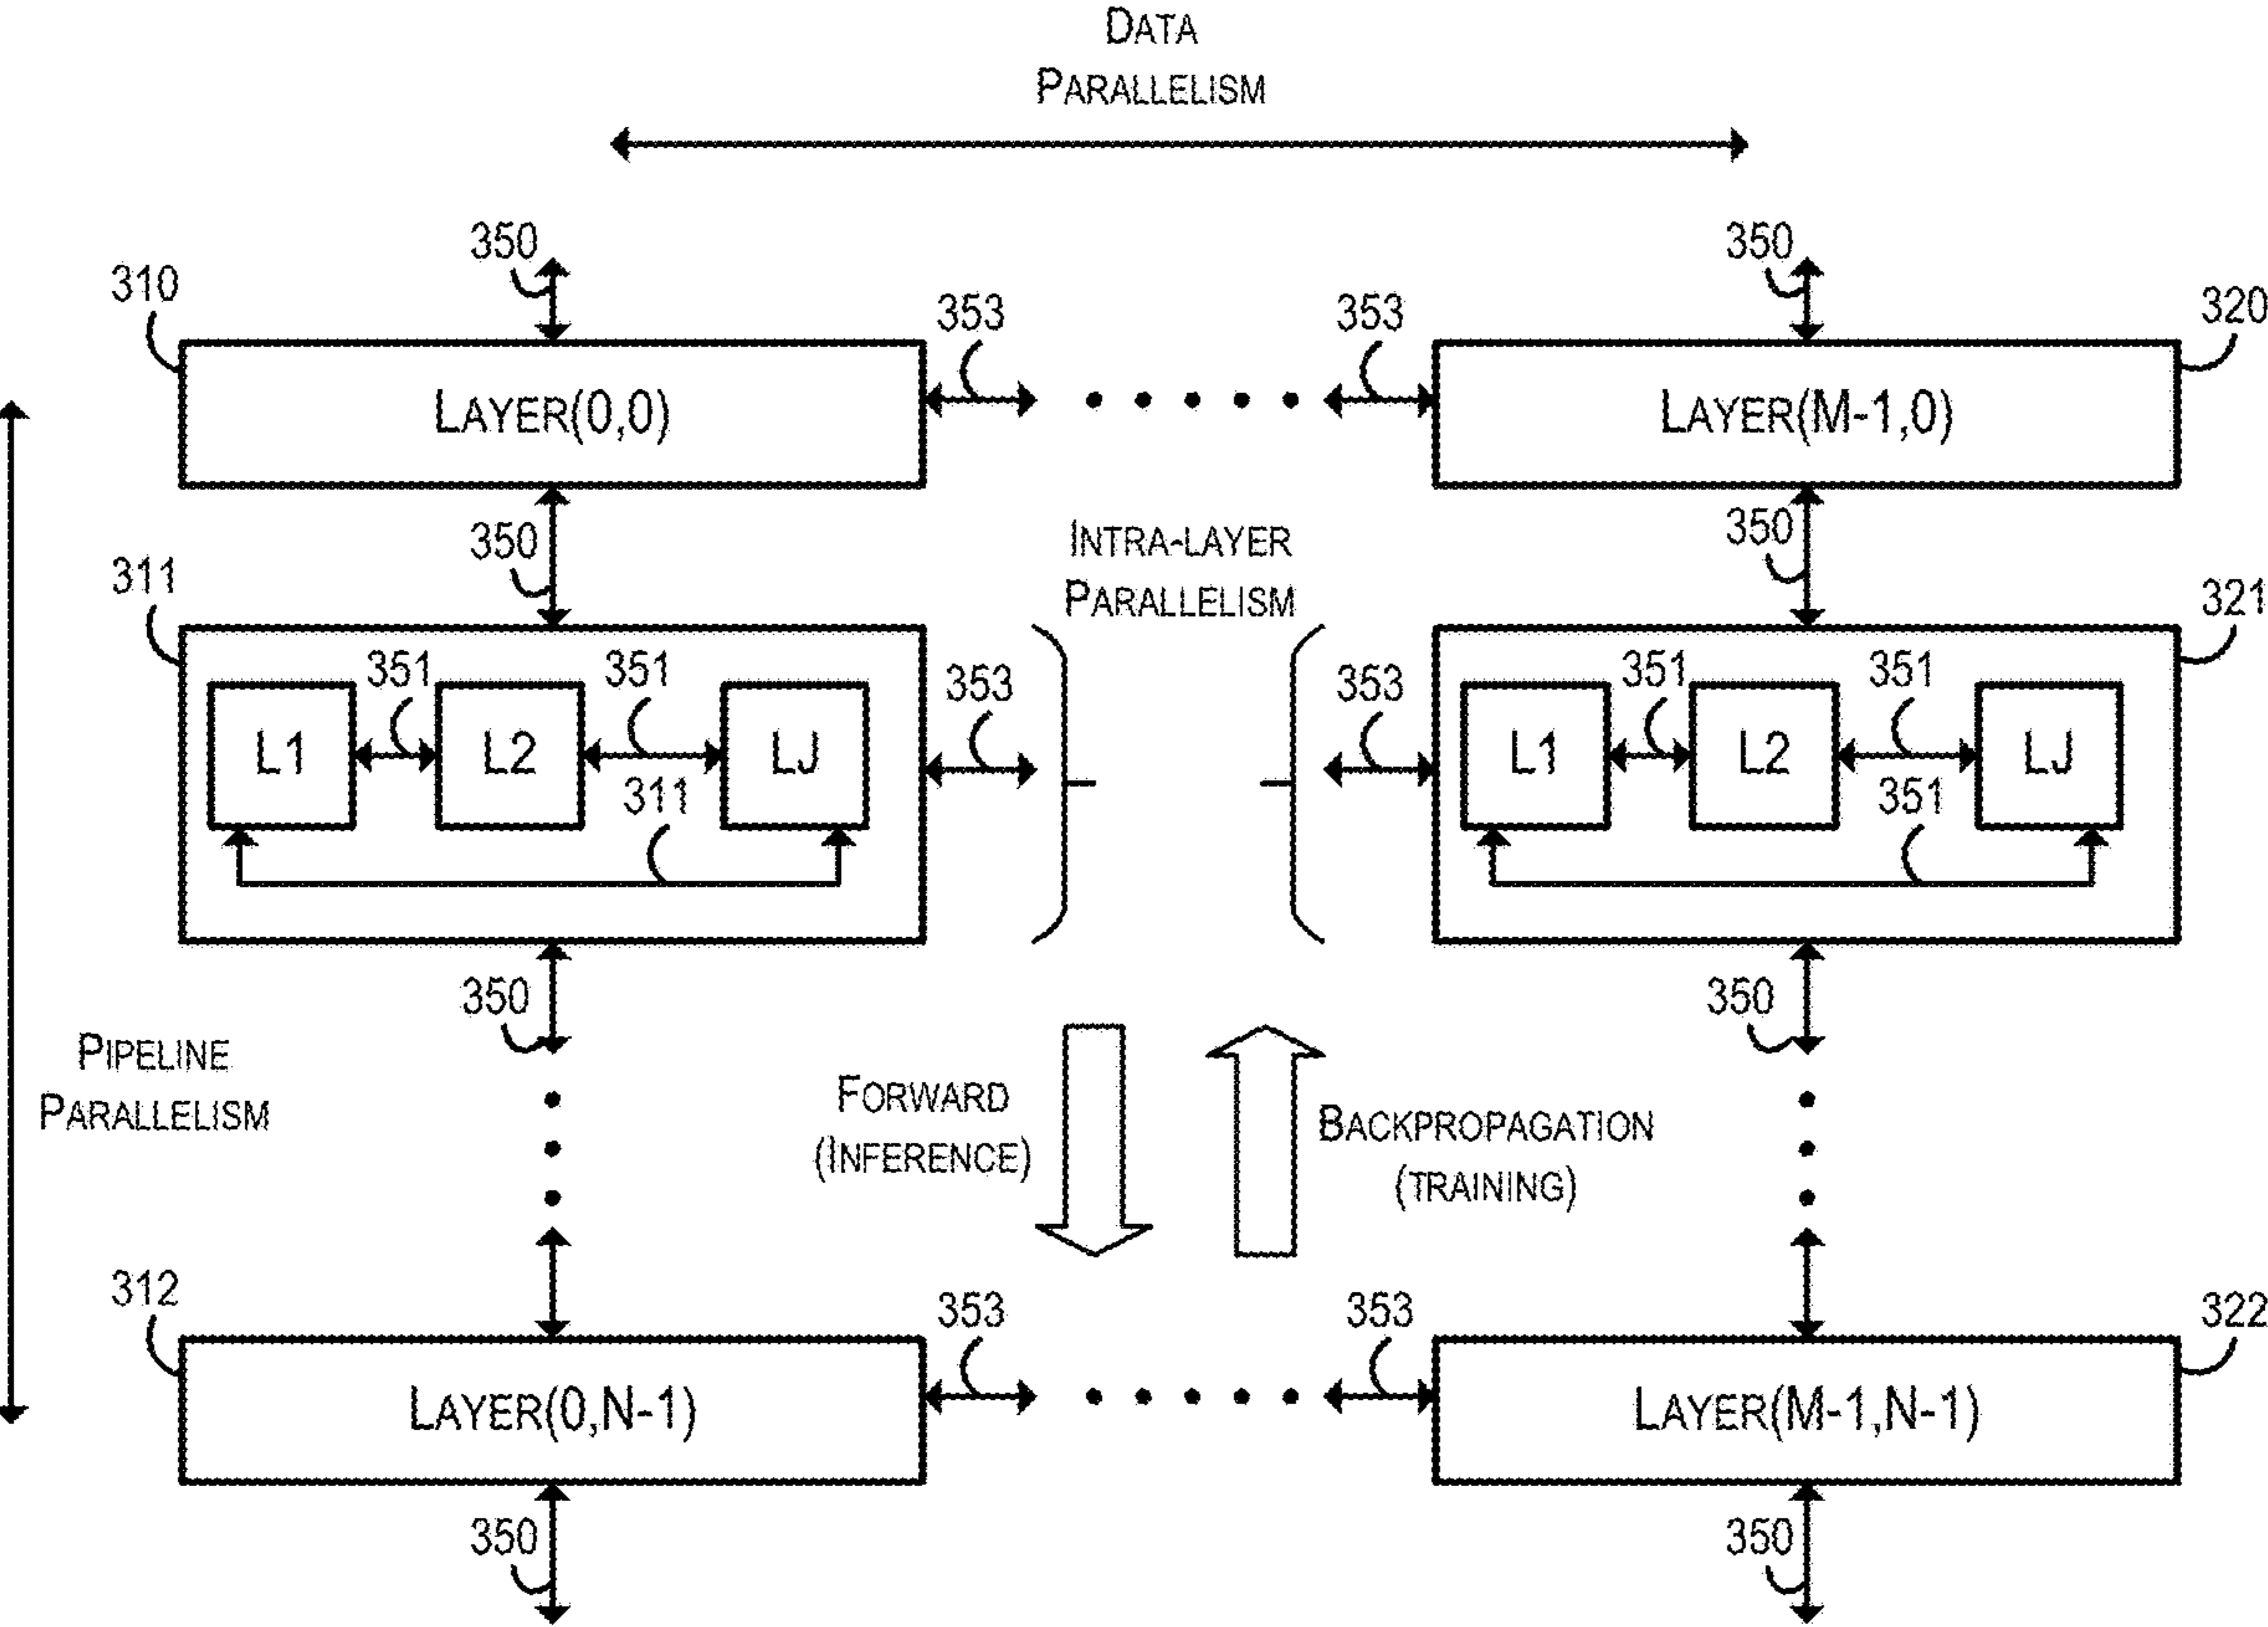 DATA
PARALLELISM
350
350
310
353
353
320
LAYER(0,0)
LAYER(M-1,0)
350
INTRA-LAYER
PARALLELISM
350
311
321
351
351
353
353
351
351
L1
L2
LJ
L1
L2
LJ
311
351
350
350
PIPELINE
PARALLELISM
FORWARD
(INFERENCE)
BACKPROPAGATION
(TRAINING)
312
353
353
322
LAYER(0,N-1)
LAYER(M-1,N-1)
350
350